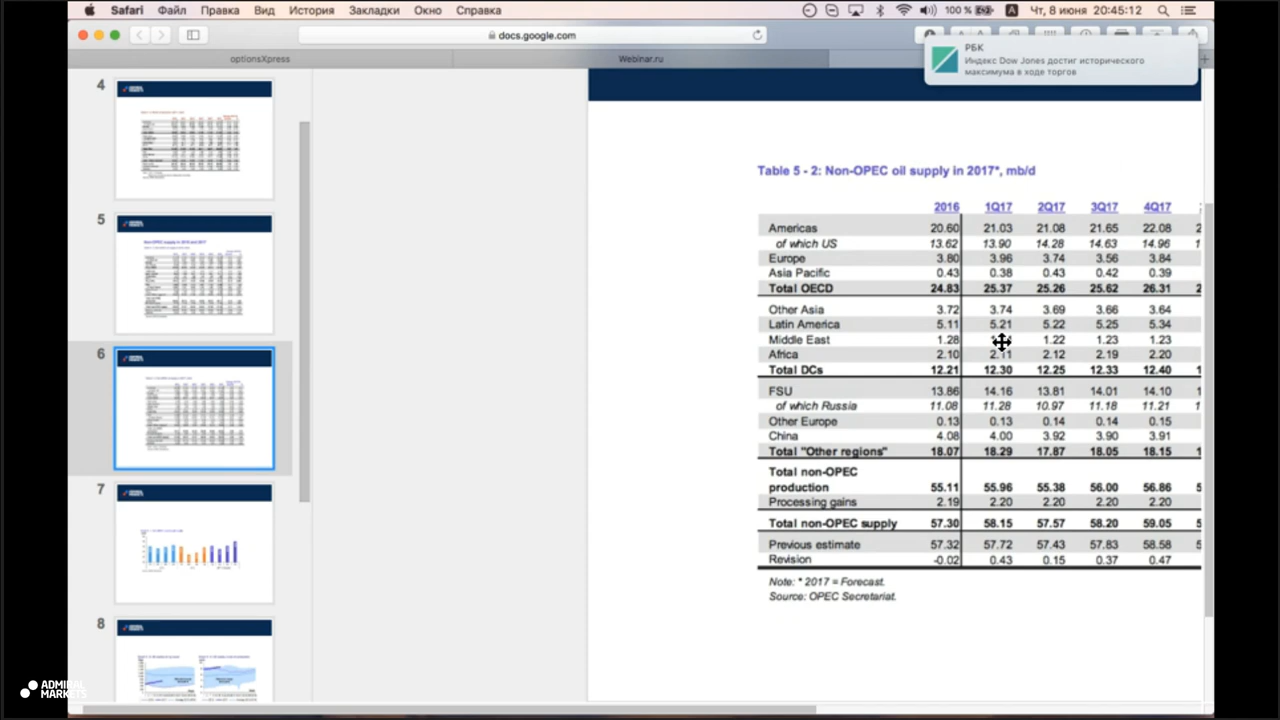 Safari Файл Правка Вид История Закладки Окно Справка 100 % A Чт, 8 июня 20:45:12
docs.google.com
optionsXpress Webinar.ru
РБК
Индекс Dow Jones достиг исторического
максимума в ходе торгов
4
5
6
7
8
Table 5 - 2: Non-OPEC oil supply in 2017*, mb/d
2016 1Q17 2Q17 3Q17 4Q17
Americas 20.60 21.03 21.08 21.65 22.08 2
of which US 13.62 13.90 14.28 14.63 14.96 1
Europe 3.80 3.96 3.74 3.56 3.84
Asia Pacific 0.43 0.38 0.43 0.42 0.39
Total OECD 24.83 25.37 25.26 25.62 26.31 2
Other Asia 3.72 3.74 3.69 3.66 3.64
Latin America 5.11 5.21 5.22 5.25 5.34
Middle East 1.28 1.22 1.23 1.23
Africa 2.10 2.11 2.12 2.19 2.20
Total DCs 12.21 12.30 12.25 12.33 12.40 1
FSU 13.86 14.16 13.81 14.01 14.10 1
of which Russia 11.08 11.28 10.97 11.18 11.21 1
Other Europe 0.13 0.13 0.14 0.14 0.15
China 4.08 4.00 3.92 3.90 3.91
Total "Other regions" 18.07 18.29 17.87 18.05 18.15 1
Total non-OPEC
production 55.11 55.96 55.38 56.00 56.86 5
Processing gains 2.19 2.20 2.20 2.20 2.20
Total non-OPEC supply 57.30 58.15 57.57 58.20 59.05 5
Previous estimate 57.32 57.72 57.43 57.83 58.58 5
Revision -0.02 0.43 0.15 0.37 0.47
Note: * 2017 = Forecast.
Source: OPEC Secretariat.
ADMIRAL
MARKETS